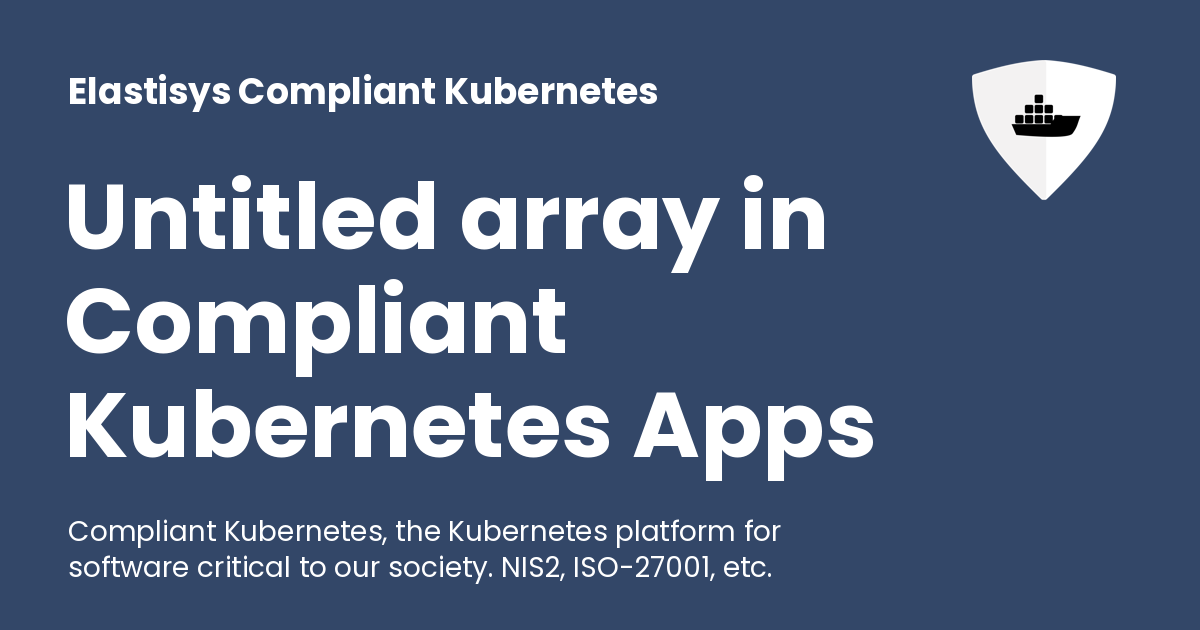 Elastisys Compliant Kubernetes
Untitled array in
Compliant
Kubernetes Apps
Compliant Kubernetes, the Kubernetes platform for
software critical to our society. NIS2, ISO-27001, etc.